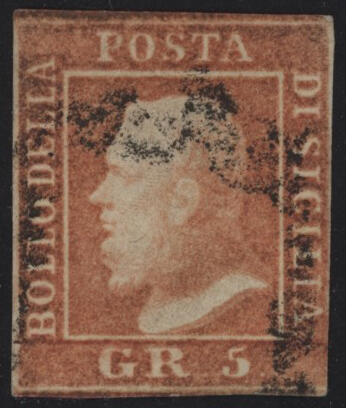 BOLLO DELLA
POSTA
DI SICILIA
GR 5